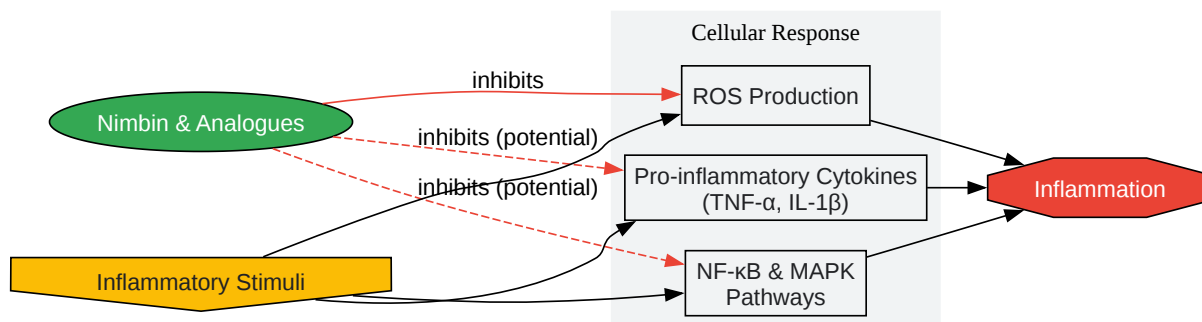 Cellular Response
inhibits
ROS Production
Nimbin & Analogues
inhibits (potential)
Pro-inflammatory Cytokines
(TNF-α, IL-1β)
inhibits (potential)
Inflammation
Inflammatory Stimuli
NF-κB & MAPK
Pathways